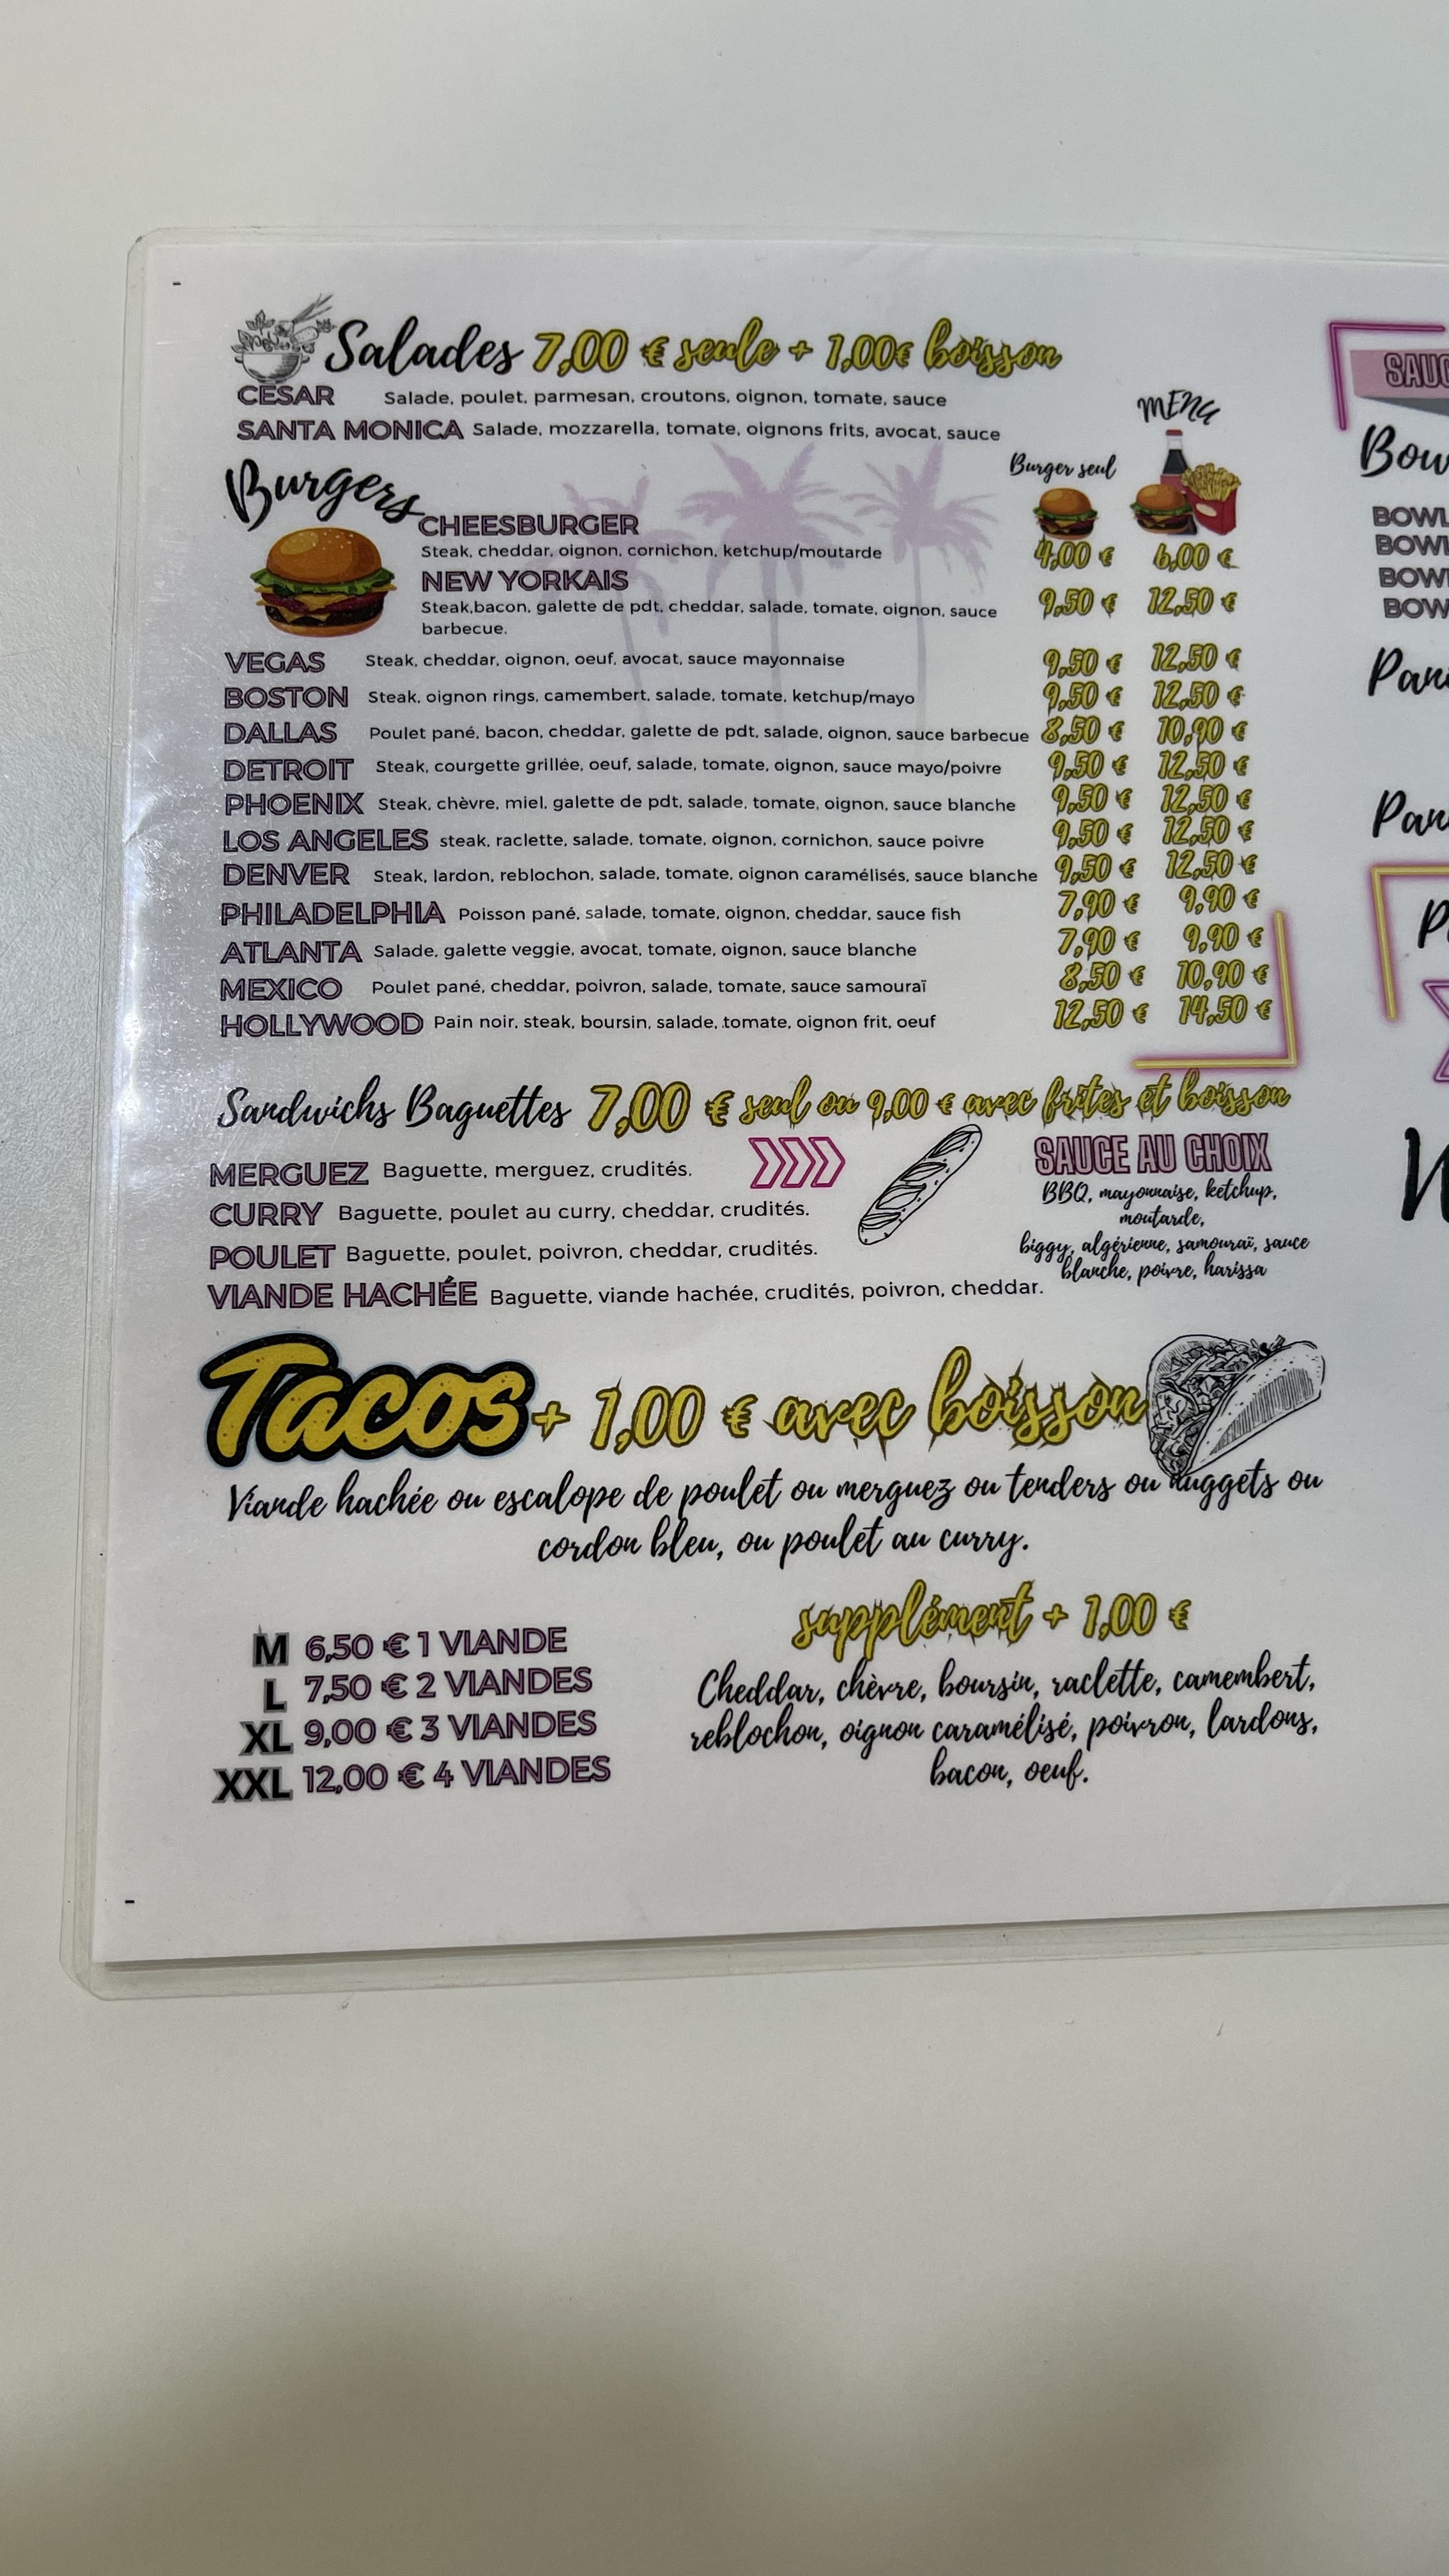 Salades 7,00 € seule + 1,00€ boisson
CESAR Salade, poulet, parmesan, croutons, oignon, tomate, sauce
SANTA MONICA Salade, mozzarella, tomate, oignons frits, avocat, sauce
MENU
Burgers
Burger seul
CHEESBURGER
Steak, cheddar, oignon, cornichon, ketchup/moutarde 4,00 € 6,00 €
NEW YORKAIS
Steak,bacon, galette de pdt, cheddar, salade, tomate, oignon, sauce 9,50 € 12,50 €
barbecue.
VEGAS Steak, cheddar, oignon, oeuf, avocat, sauce mayonnaise 9,50 € 12,50 €
BOSTON Steak, oignon rings, camembert, salade, tomate, ketchup/mayo 9,50 € 12,50 €
DALLAS Poulet pané, bacon, cheddar, galette de pdt, salade, oignon, sauce barbecue 8,50 € 10,90 €
DETROIT Steak, courgette grillée, oeuf, salade, tomate, oignon, sauce mayo/poivre 9,50 € 12,50 €
PHOENIX Steak, chèvre, miel, galette de pdt, salade, tomate, oignon, sauce blanche 9,50 € 12,50 €
LOS ANGELES steak, raclette, salade, tomate, oignon, cornichon, sauce poivre 9,50 € 12,50 €
DENVER Steak, lardon, reblochon, salade, tomate, oignon caramélisés, sauce blanche 9,50 € 12,50 €
PHILADELPHIA Poisson pané, salade, tomate, oignon, cheddar, sauce fish 7,90 € 9,90 €
ATLANTA Salade, galette veggie, avocat, tomate, oignon, sauce blanche 7,90 € 9,90 €
MEXICO Poulet pané, cheddar, poivron, salade, tomate, sauce samouraï 8,50 € 10,90 €
HOLLYWOOD Pain noir, steak, boursin, salade, .tomate, oignon frit, oeuf 12,50 € 14,50 €
Sandwichs Baguettes 7,00 € seul ou 9,00 € avec frites et boisson
MERGUEZ Baguette, merguez, crudités.
CURRY Baguette, poulet au curry, cheddar, crudités.
POULET Baguette, poulet, poivron, cheddar, crudités.
VIANDE HACHÉE Baguette, viande hachée, crudités, poivron, cheddar.
SAUCE AU CHOIX
BBQ, mayonnaise, ketchup,
moutarde,
biggy, algérienne, samouraï, sauce
blanche, poivre, harissa
Tacos + 1,00 € avec boisson
Viande hachée ou escalope de poulet ou merguez ou tenders ou nuggets ou
cordon bleu, ou poulet au curry.
M 6,50 € 1 VIANDE
L 7,50 € 2 VIANDES
XL 9,00 € 3 VIANDES
XXL 12,00 € 4 VIANDES
supplément + 1,00 €
Cheddar, chèvre, boursin, raclette, camembert,
reblochon, oignon caramélisé, poivron, lardons,
bacon, oeuf.